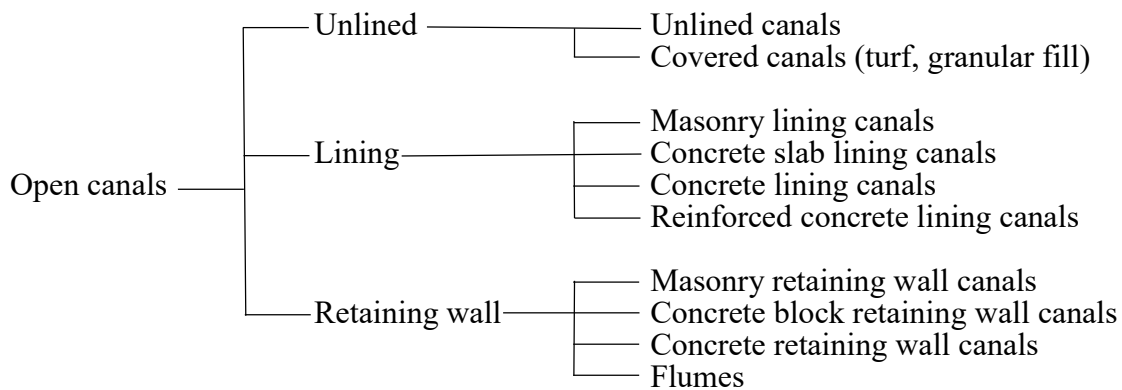 Unlined
Unlined canals
Covered canals (turf, granular fill)
Masonry lining canals
Lining
Concrete slab lining canals
Open canals
Concrete lining canals
Reinforced concrete lining canals
Masonry retaining wall canals
Retaining wall
Concrete block retaining wall canals
Concrete retaining wall canals
Flumes